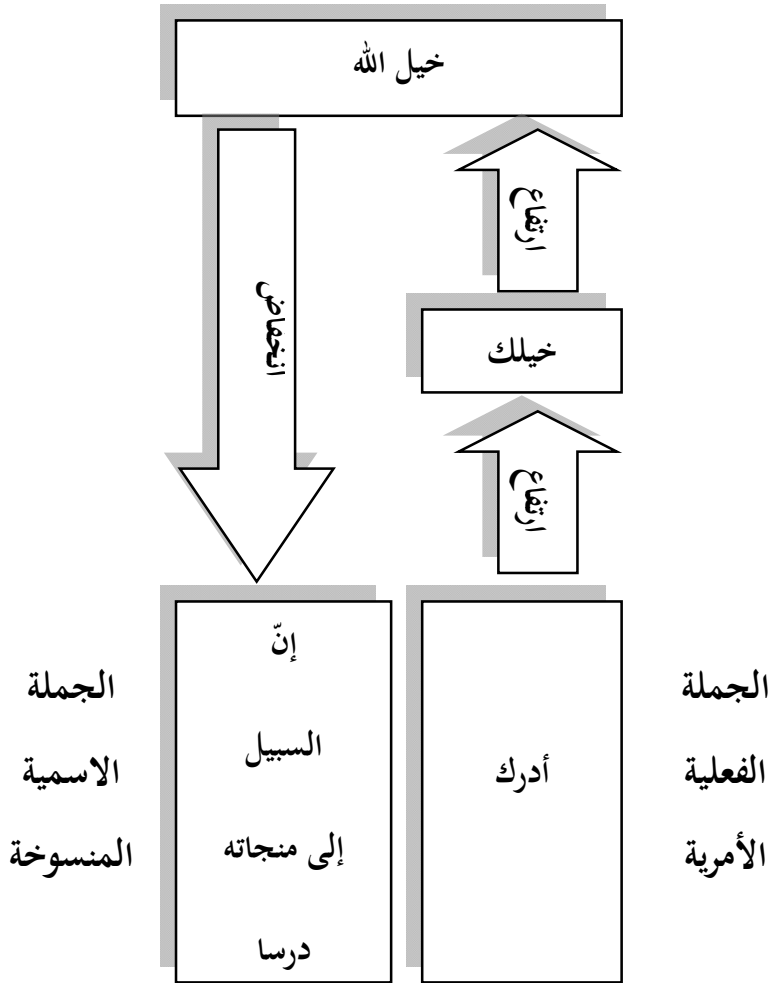 خيل الله
ارتفاع
انخفاض
خيلك
ارتفاع
الجملة
الفعلية
الأمرية
أدرك
إنّ
السبيل
إلى منجاته
درسا
الجملة
الاسمية
المنسوخة